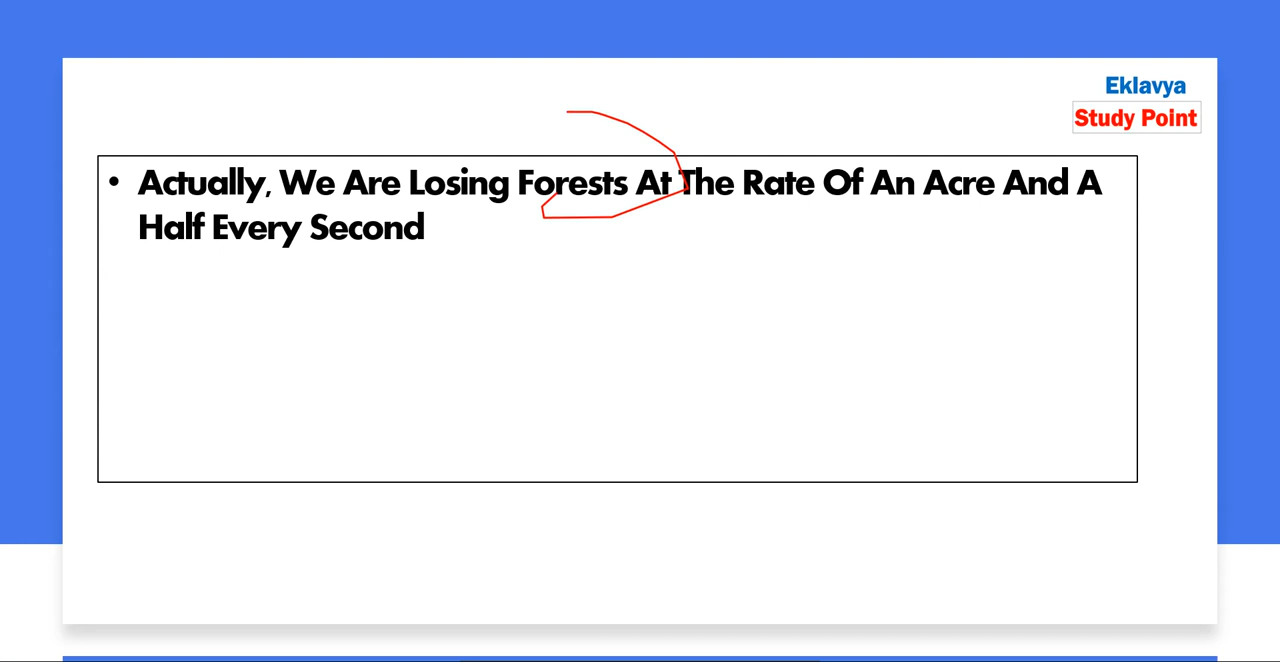 Eklavya
Study Point
• Actually, We Are Losing Forests At The Rate Of An Acre And A
Half Every Second